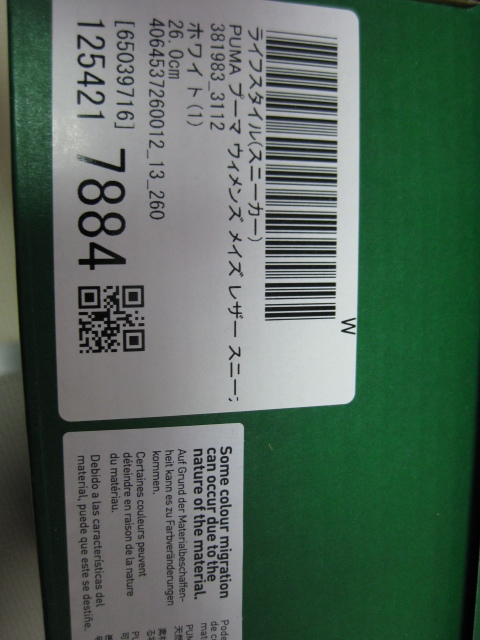 W
ライフスタイル(スニーカー)
PUMA プーマ ウィメンズ メイズ レザー スニー
381983_3112
ホワイト(1)
26.0cm
4064537260012_13_260
[65039716]
125421 7884
Some colour migration
can occur due to the
nature of the material.
Auf Grund der Materialbeschaffen-
heit kann es zu Farbveränderungen
kommen.
Certaines couleurs peuvent
déteindre en raison de la nature
du matériau.
Debido a las características del
material, puede que este se destiñe.